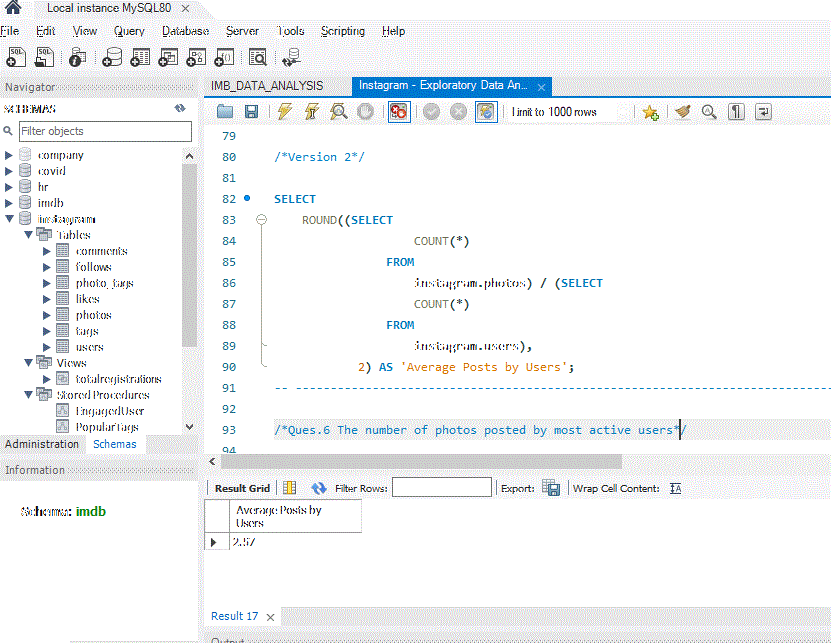 Local instance MySQL80
File Edit View Query Database Server Tools Scripting Help
Navigator
SCHEMAS
Filter objects
company
covid
hr
imdb
instagram
Tables
comments
follows
photo_tags
likes
photos
tags
users
Views
totalregistrations
Stored Procedures
EngagedUser
PopularTags
Administration Schemas
Information
Schema: imdb
IMB_DATA_ANALYSIS Instagram - Exploratory Data An...
Limit to 1000 rows
79
80 /*Version 2*/
81
82 SELECT
83 ROUND((SELECT
84 COUNT(*)
85 FROM
86 instagram.photos) / (SELECT
87 COUNT(*)
88 FROM
89 instagram.users),
90 2) AS 'Average Posts by Users';
91 -- ----------------------------------------------------------------------------
92
93 /*Ques.6 The number of photos posted by most active users*/
94
Result Grid Filter Rows: Export: Wrap Cell Content:
Average Posts by
Users
2.57
Result 17
Output